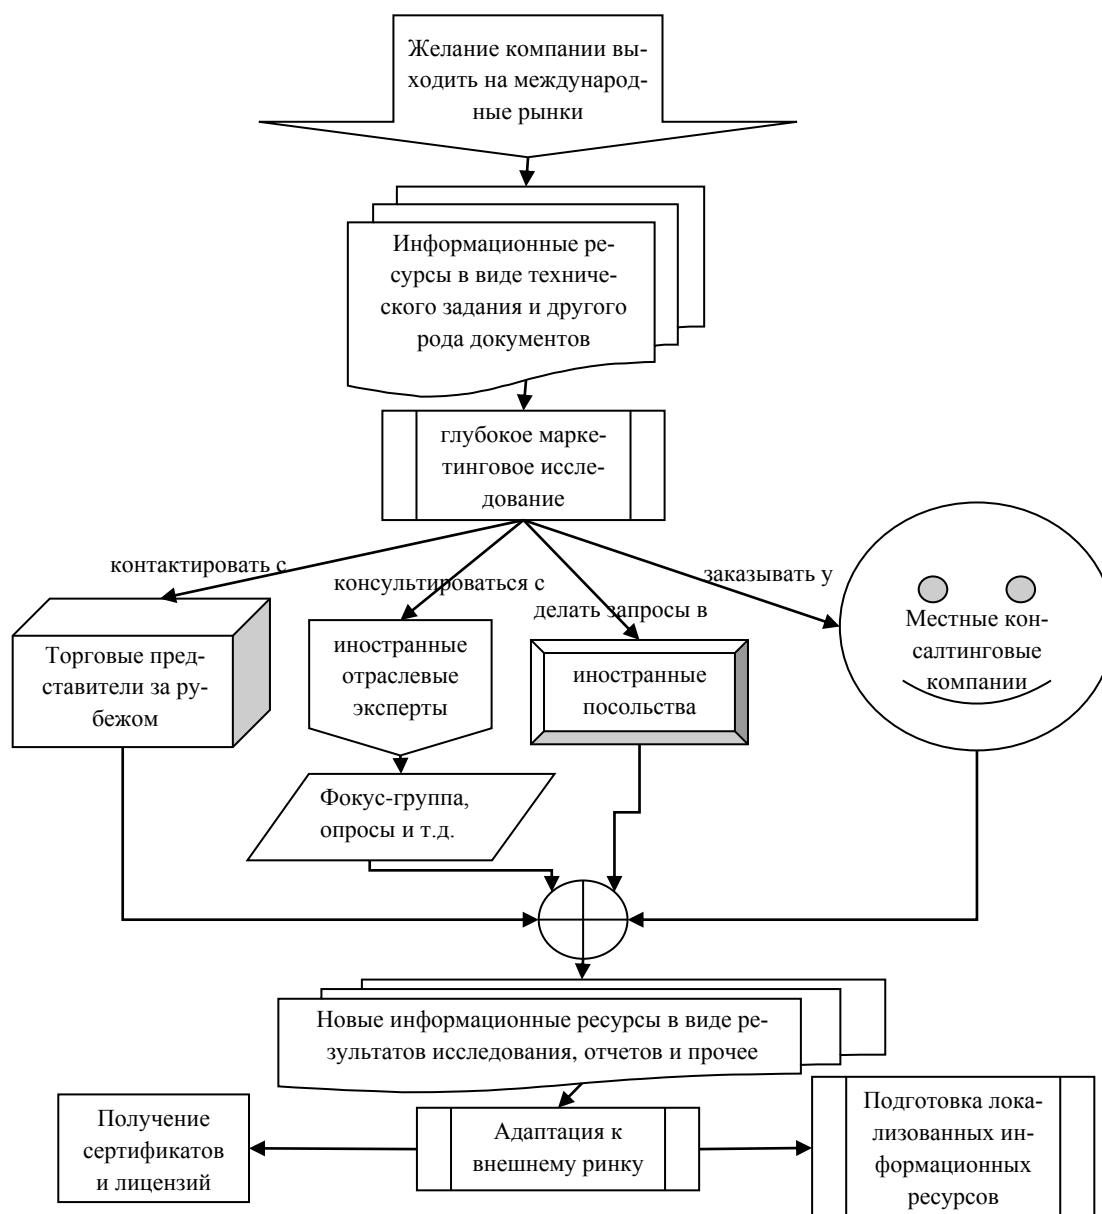 Желание компании вы-
ходить на международ-
ные рынки
Информационные ре-
сурсы в виде техниче-
ского задания и другого
рода документов
глубокое марке-
тинговое иссле-
дование
контактировать с
консультироваться с
делать запросы в
заказывать у
Торговые пред-
ставители за ру-
бежом
иностранные
отраслевые
эксперты
иностранные
посольства
Местные кон-
салтинговые
компании
Фокус-группа,
опросы и т.д.
Новые информационные ресурсы в виде ре-
зультатов исследования, отчетов и прочее
Получение
сертификатов
и лицензий
Адаптация к
внешнему ринку
Подготовка лока-
лизованных ин-
формационных
ресурсов